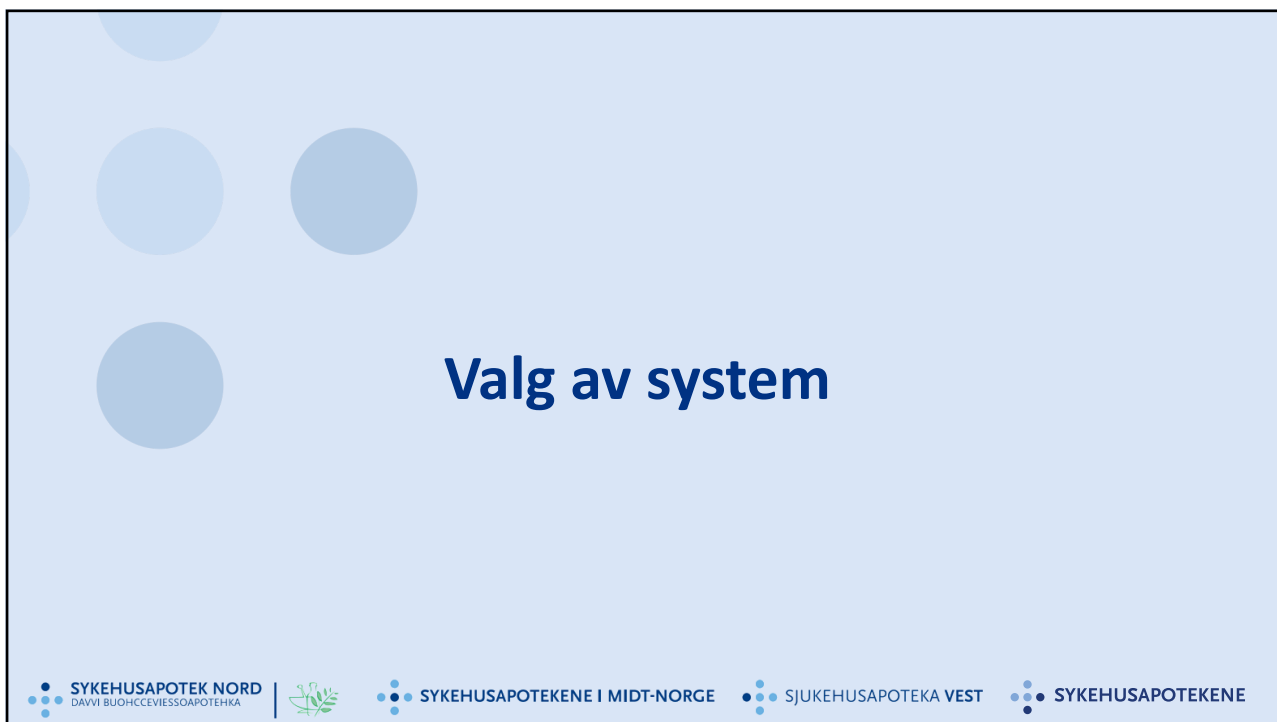 Valg av system
SYKEHUSAPOTEK NORD
DAVVI BUOHCCEVIESSOAPOTEHKA
SYKEHUSAPOTEKENE I MIDT-NORGE
SJUKEHUSAPOTEKA VEST
SYKEHUSAPOTEKENE